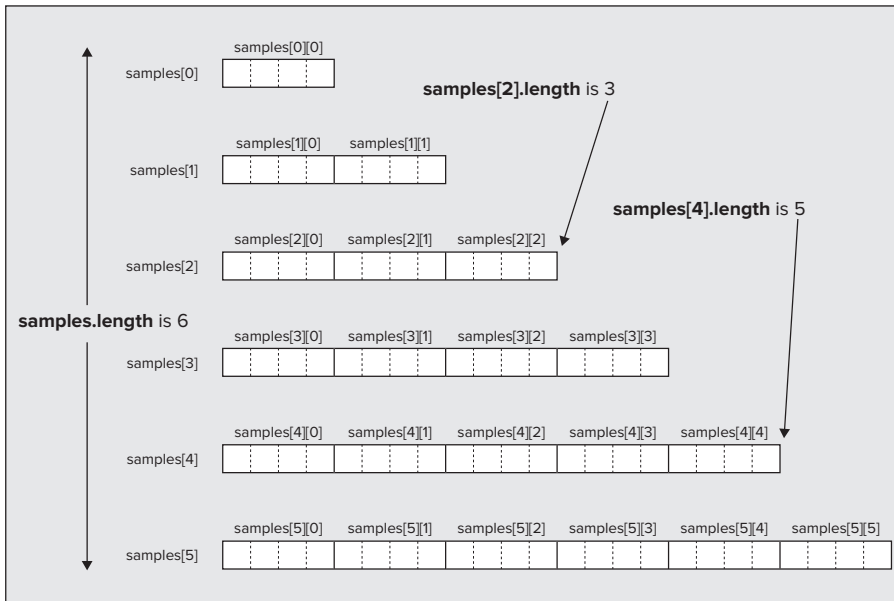 samples[0][0]
samples[0]
samples[2].length is 3
samples[1][0] samples[1][1]
samples[1]
samples[4].length is 5
samples[2][0] samples[2][1] samples[2][2]
samples[2]
samples.length is 6
samples[3][0] samples[3][1] samples[3][2] samples[3][3]
samples[3]
samples[4][0] samples[4][1] samples[4][2] samples[4][3] samples[4][4]
samples[4]
samples[5][0] samples[5][1] samples[5][2] samples[5][3] samples[5][4] samples[5][5]
samples[5]